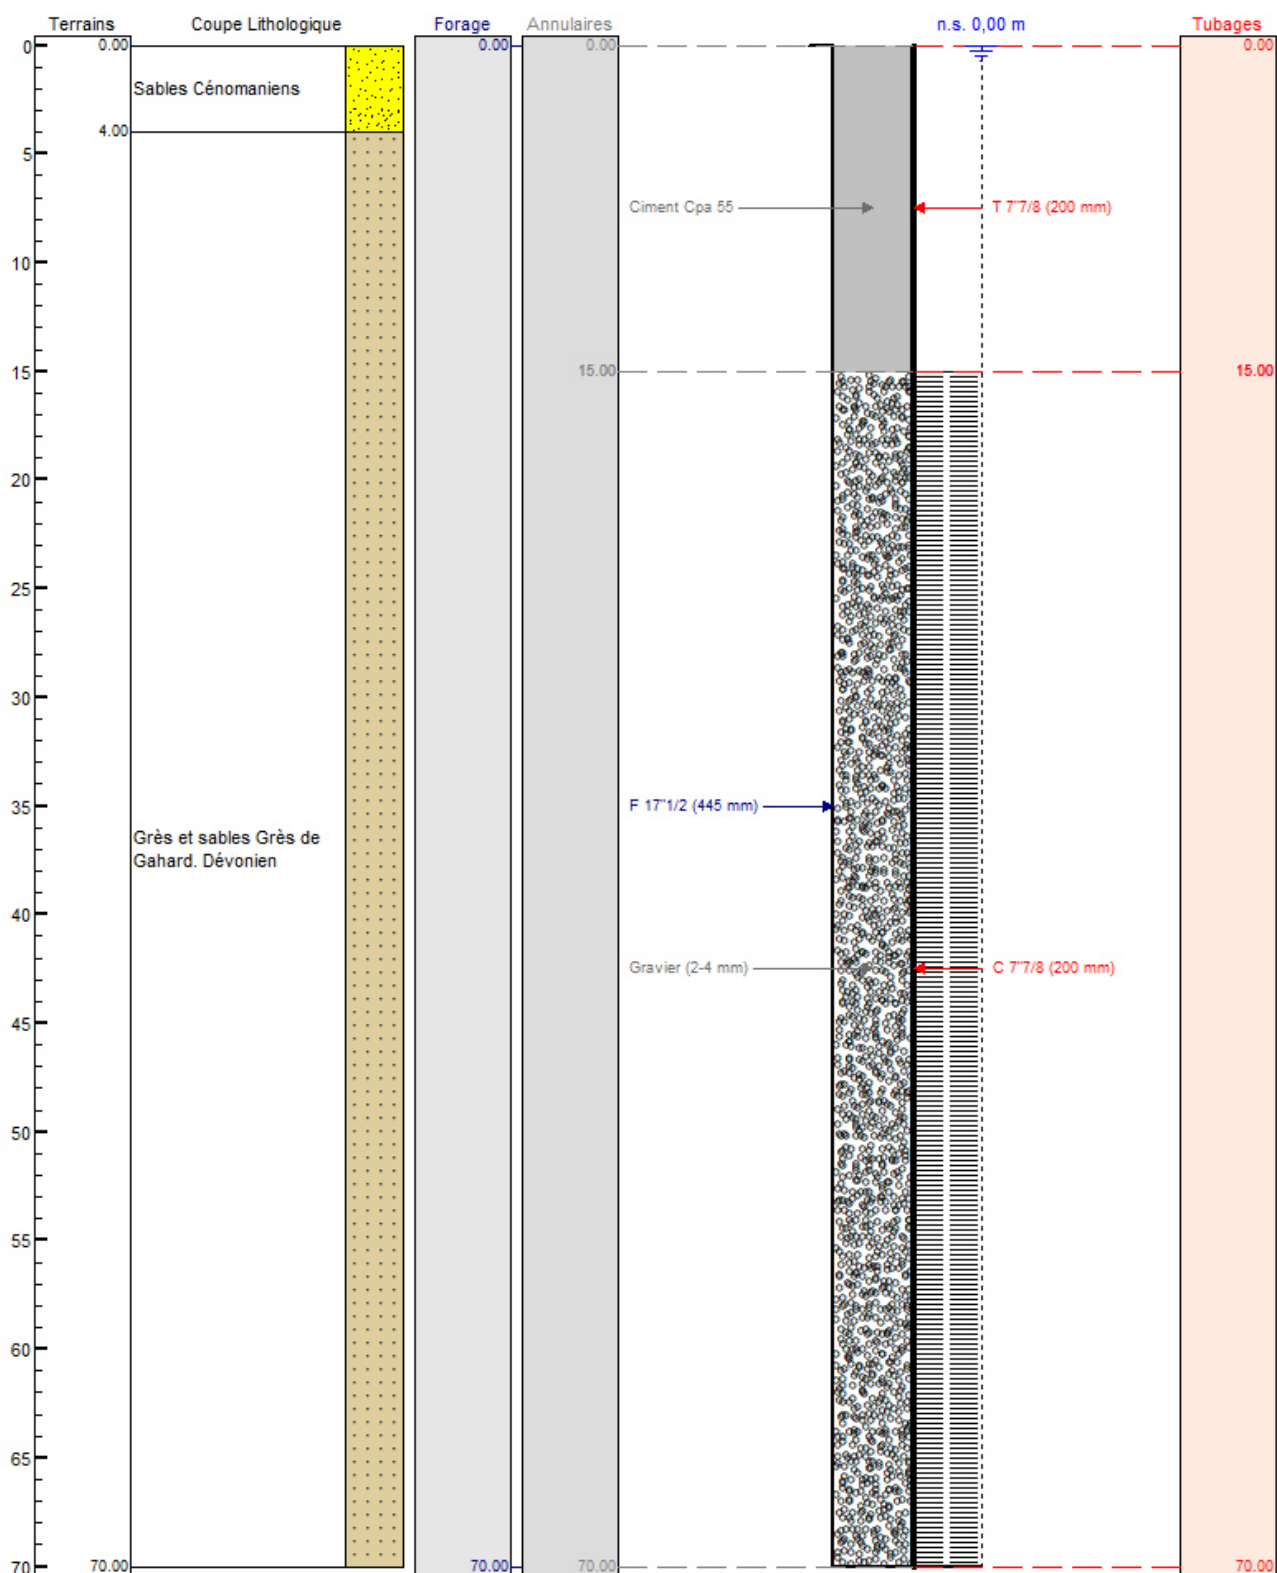 Terrains Coupe Lithologique Forage Annulaires n.s. 0,00 m Tubages
0 0.00 0.00 0.00 0.00
Sables Cénomaniens
4.00
5
Ciment Cpa 55 T 7"7/8 (200 mm)
10
15 15.00 15.00
20
25
30
35 F 17"1/2 (445 mm)
Grès et sables Grès de
Gahard. Dévonien
40
Gravier (2-4 mm) C 7"7/8 (200 mm)
45
50
55
60
65
70 70.00 70.00 70.00 70.00